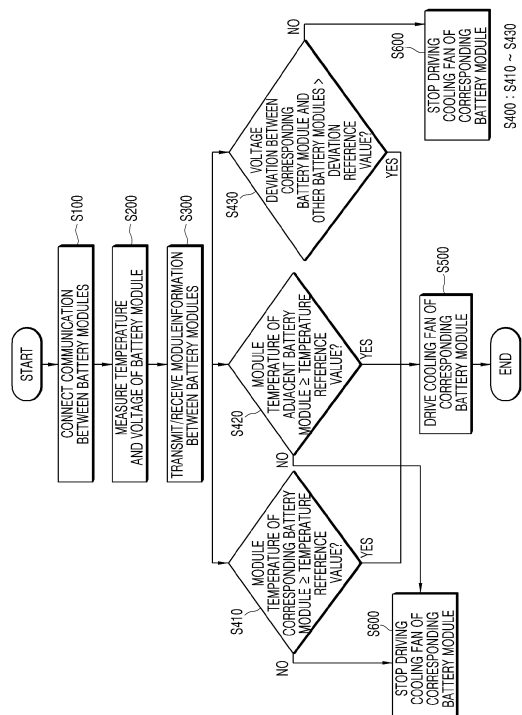 START
S100
CONNECT COMMUNICATION
BETWEEN BATTERY MODULES
S200
MEASURE TEMPERATURE
AND VOLTAGE OF BATTERY MODULE
S300
TRANSMIT/RECEIVE MODULEINFORMATION
BETWEEN BATTERY MODULES
S410
MODULE
TEMPERATURE OF
CORRESPONDING BATTERY
MODULE ≥ TEMPERATURE
REFERENCE
VALUE?
NO
YES
S420
MODULE
TEMPERATURE OF
ADJACENT BATTERY
MODULE ≥ TEMPERATURE
REFERENCE
VALUE?
NO
YES
S430
VOLTAGE
DEVIATION BETWEEN
CORRESPONDING
BATTERY MODULE AND
OTHER BATTERY MODULES >
DEVIATION
REFERENCE
VALUE?
NO
YES
S600
STOP DRIVING
COOLING FAN OF
CORRESPONDING
BATTERY MODULE
S500
DRIVE COOLING FAN OF
CORRESPONDING
BATTERY MODULE
S600
STOP DRIVING
COOLING FAN OF
CORRESPONDING
BATTERY MODULE
END
S400 : S410 ~ S430